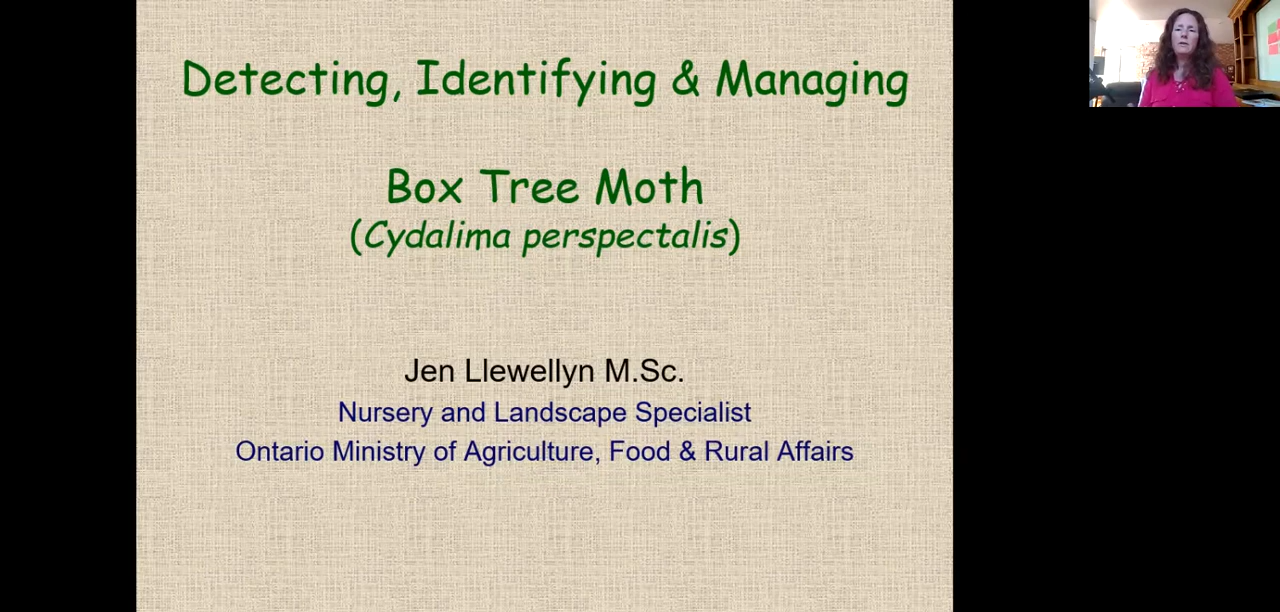 Detecting, Identifying & Managing
Box Tree Moth
(Cydalima perspectalis)
Jen Llewellyn M.Sc.
Nursery and Landscape Specialist
Ontario Ministry of Agriculture, Food & Rural Affairs